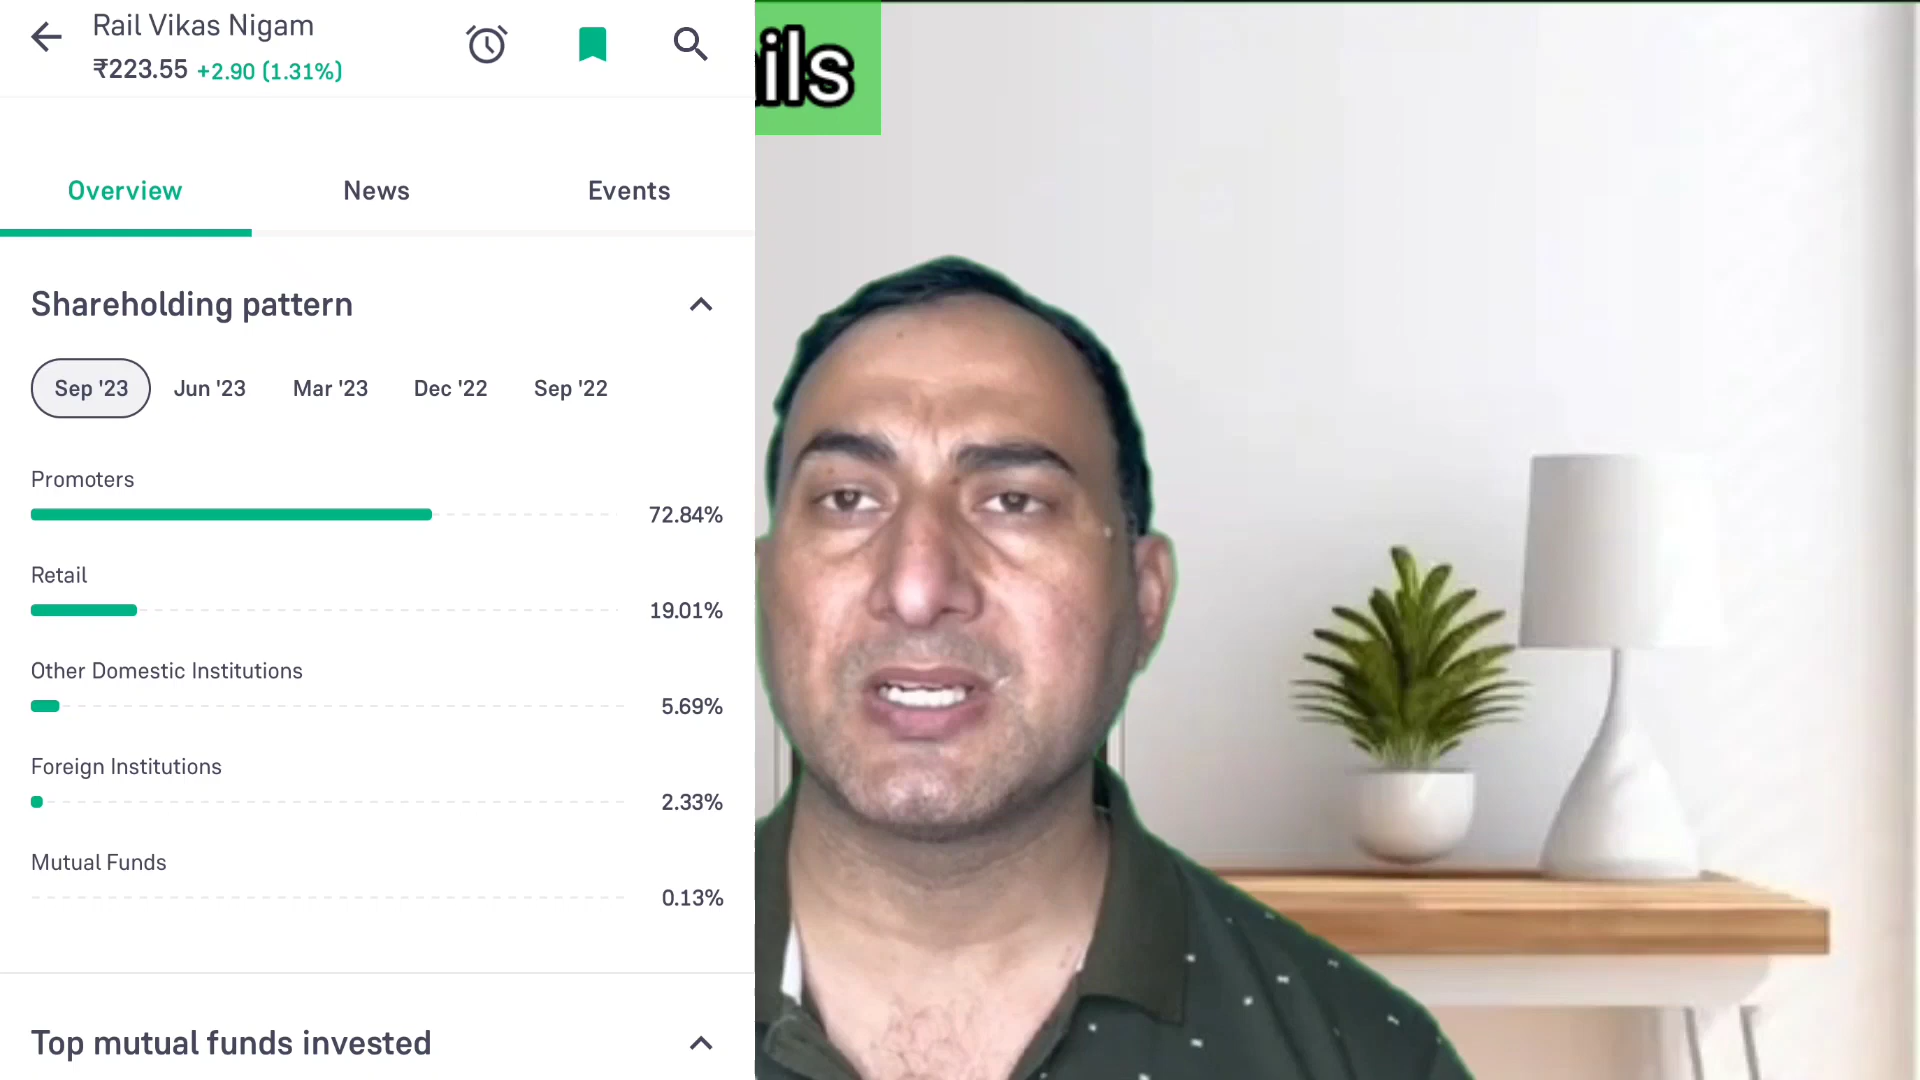 Rail Vikas Nigam
₹223.55 +2.90 (1.31%)
ils
Overview News Events
Shareholding pattern
Sep '23 Jun '23 Mar '23 Dec '22 Sep '22
Promoters
72.84%
Retail
19.01%
Other Domestic Institutions
5.69%
Foreign Institutions
2.33%
Mutual Funds
0.13%
Top mutual funds invested